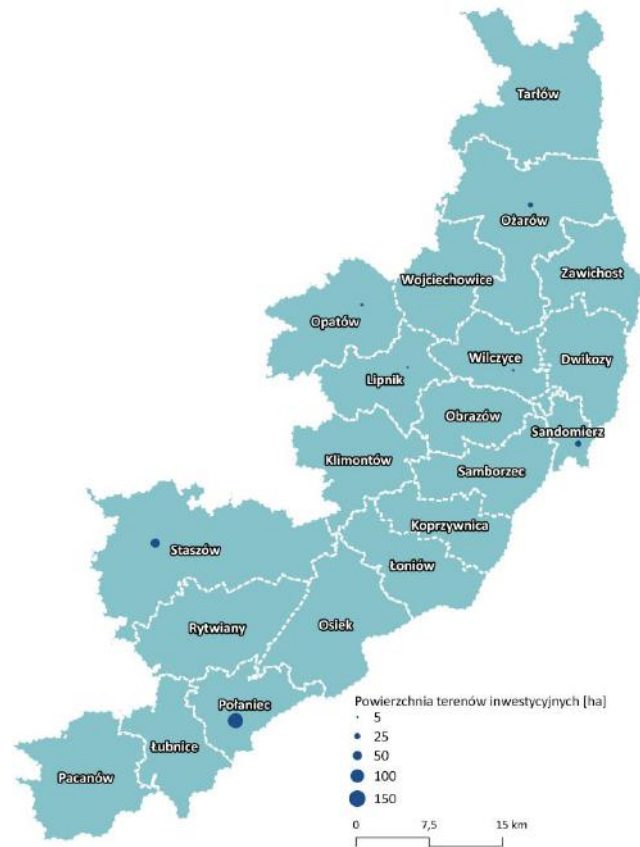 Tarłów
Ożarów
Wojciechowice
Zawichost
Opatów
Wilczyce
Dwikozy
Lipnik
Obrazów
Sandomierz
Klimontów
Samborzec
Koprzywnica
Staszów
Łoniów
Rytwiany
Osiek
Połaniec
Łubnice
Pacanów
Powierzchnia terenów inwestycyjnych [ha]
5
25
50
100
150
0 7,5 15 km